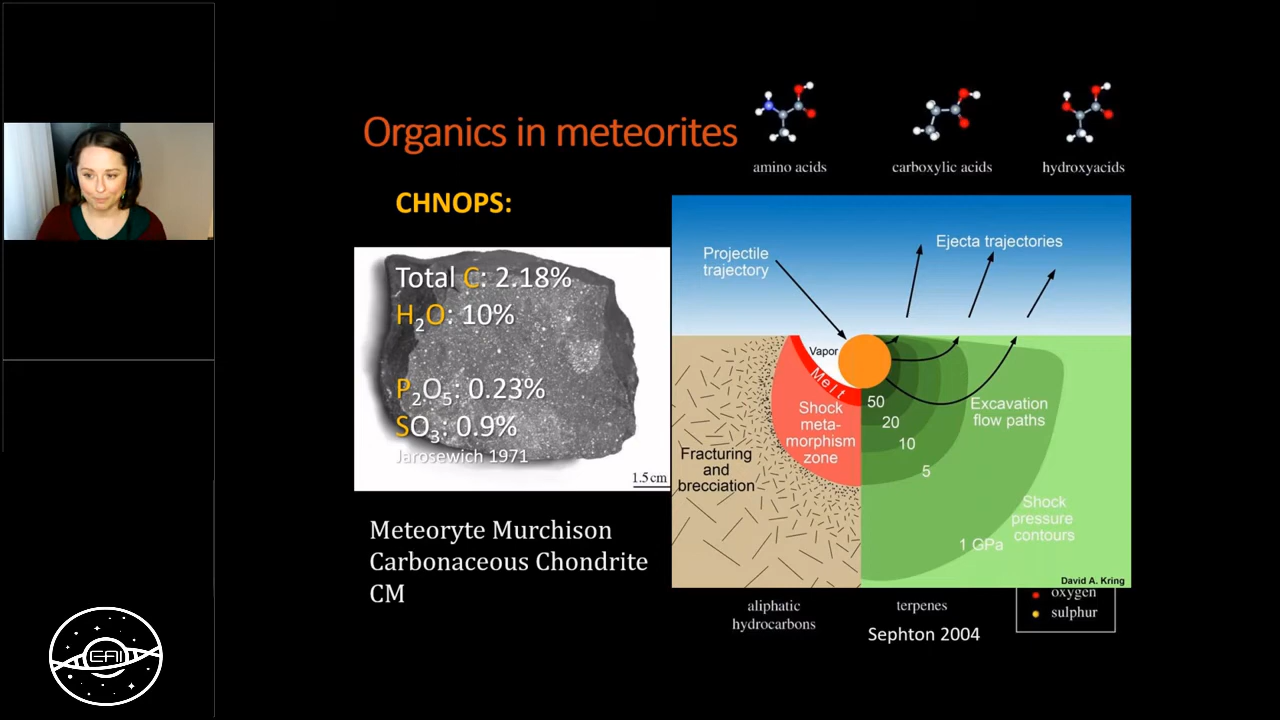 Organics in meteorites
CHNOPS:
Total C: 2.18%
H₂O: 10%
P₂O₅: 0.23%
SO₃: 0.9%
Jarosewich 1971
1.5 cm
Meteoryte Murchison
Carbonaceous Chondrite
CM
amino acids
carboxylic acids
hydroxyacids
Projectile
trajectory
Ejecta trajectories
Vapor
Melt
Shock
meta-
morphism
zone
Fracturing
and
brecciation
50
20
10
5
1 GPa
Excavation
flow paths
Shock
pressure
contours
David A. Kring
aliphatic
hydrocarbons
terpenes
oxygen
sulphur
Sephton 2004
EAI